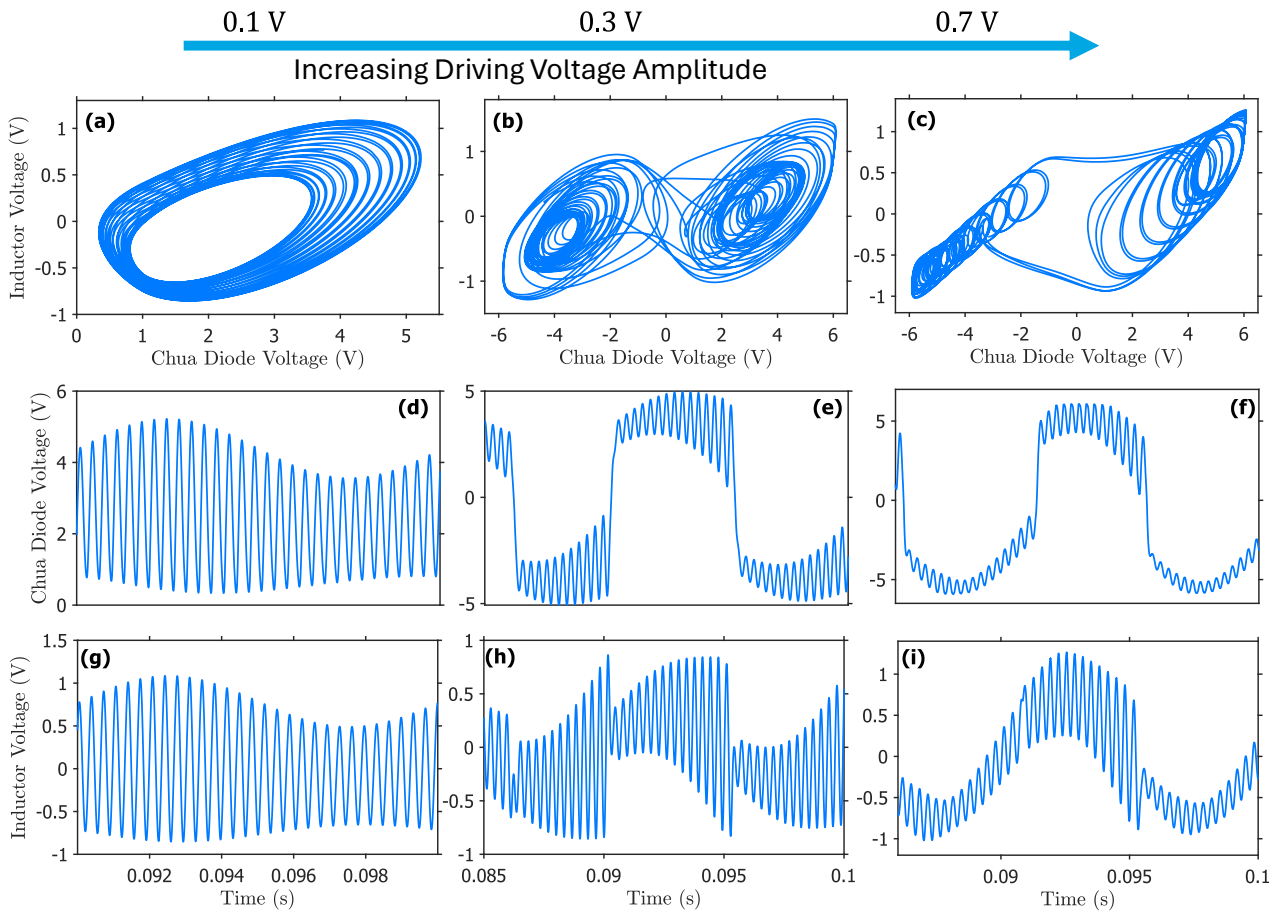 0.1 V 0.3 V 0.7 V
Increasing Driving Voltage Amplitude
(a) (b) (c)
Inductor Voltage (V)
1
0.5
0
-0.5
-1
0 1 2 3 4 5
Chua Diode Voltage (V)
1
0
-1
-6 -4 -2 0 2 4 6
Chua Diode Voltage (V)
1
0.5
0
-0.5
-1
-6 -4 -2 0 2 4 6
Chua Diode Voltage (V)
(d) (e) (f)
Chua Diode Voltage (V)
6
4
2
0
5
0
-5
5
0
-5
(g) (h) (i)
Inductor Voltage (V)
1.5
1
0.5
0
-0.5
-1
0.092 0.094 0.096 0.098
Time (s)
1
0.5
0
-0.5
-1
0.085 0.09 0.095 0.1
Time (s)
1
0
-1
0.09 0.095 0.1
Time (s)